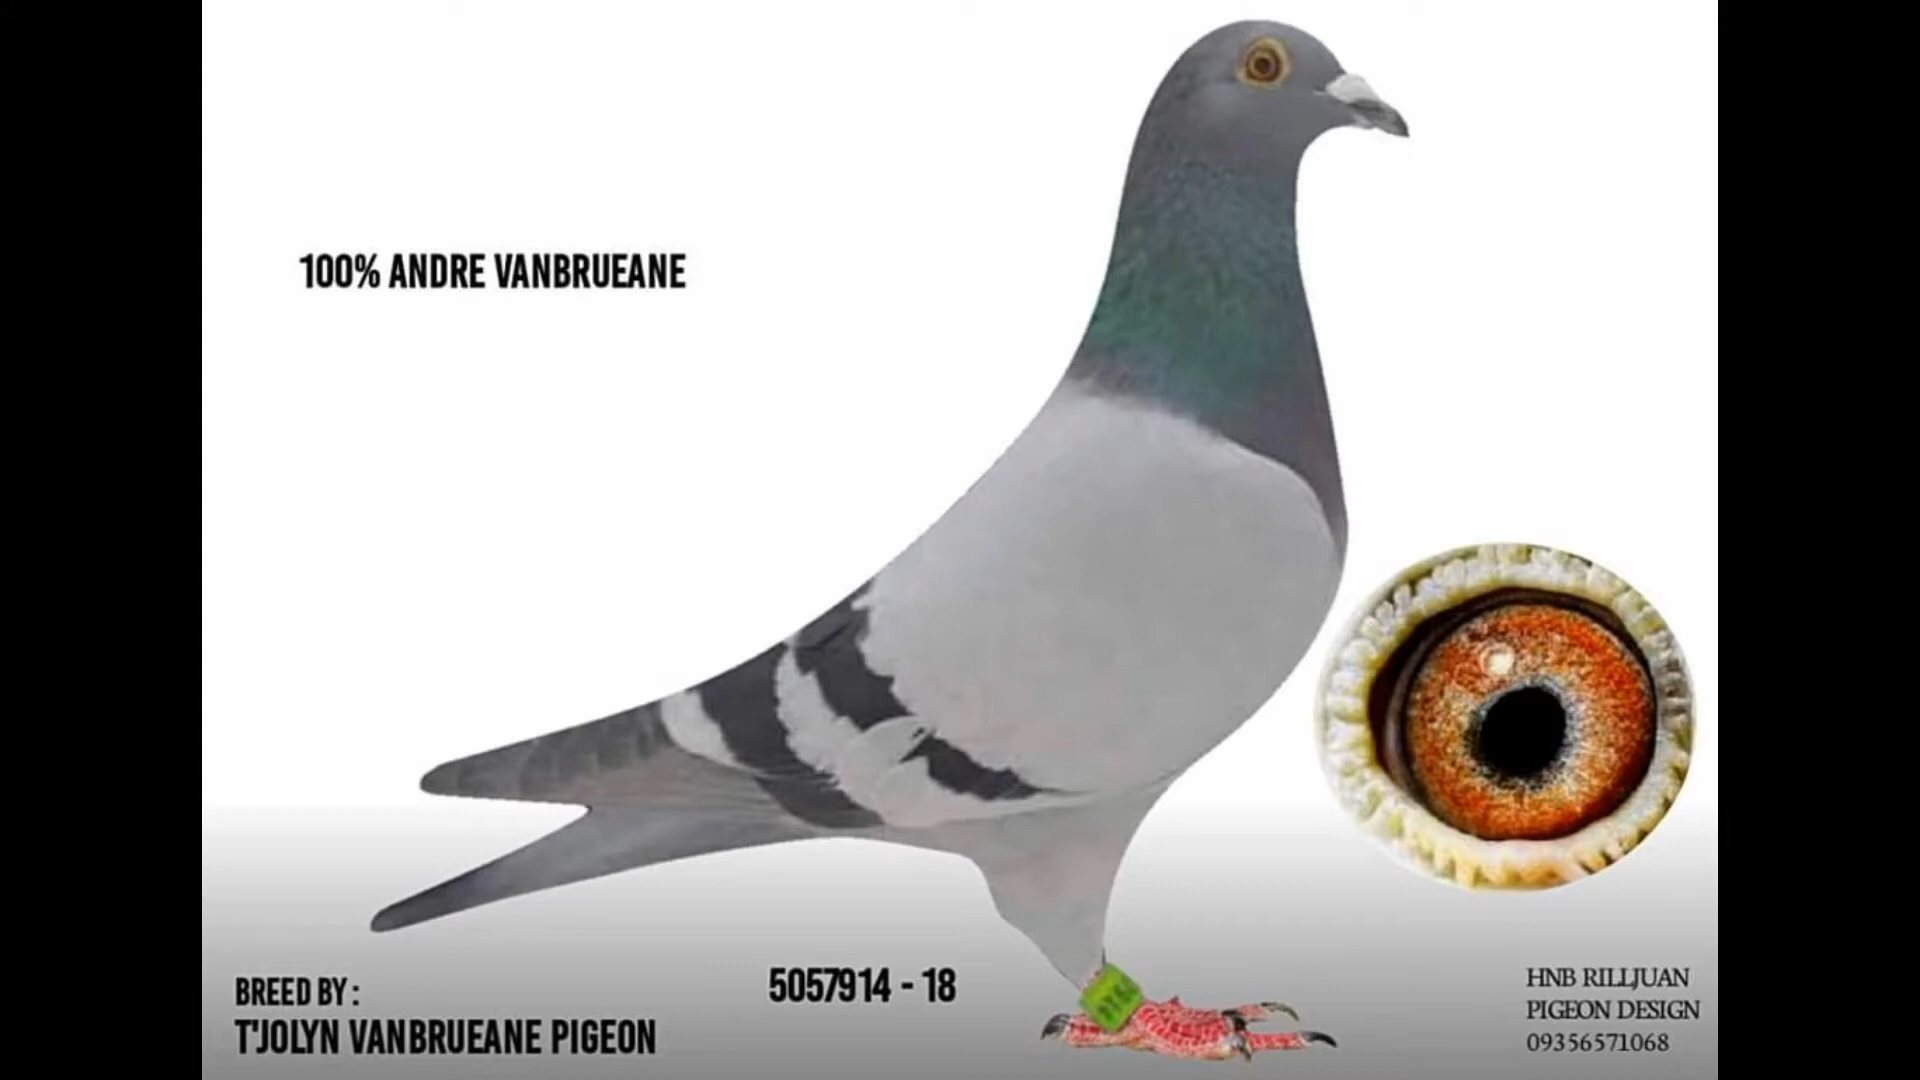 100% ANDRE VANBRUEANE
BREED BY :
T'JOLYN VANBRUEANE PIGEON
5057914 - 18
HNB RILLJUAN
PIGEON DESIGN
09356571068